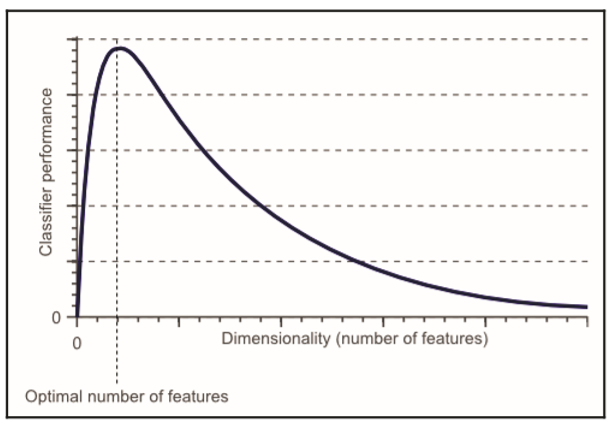 Classifier performance
0
0
Dimensionality (number of features)
Optimal number of features